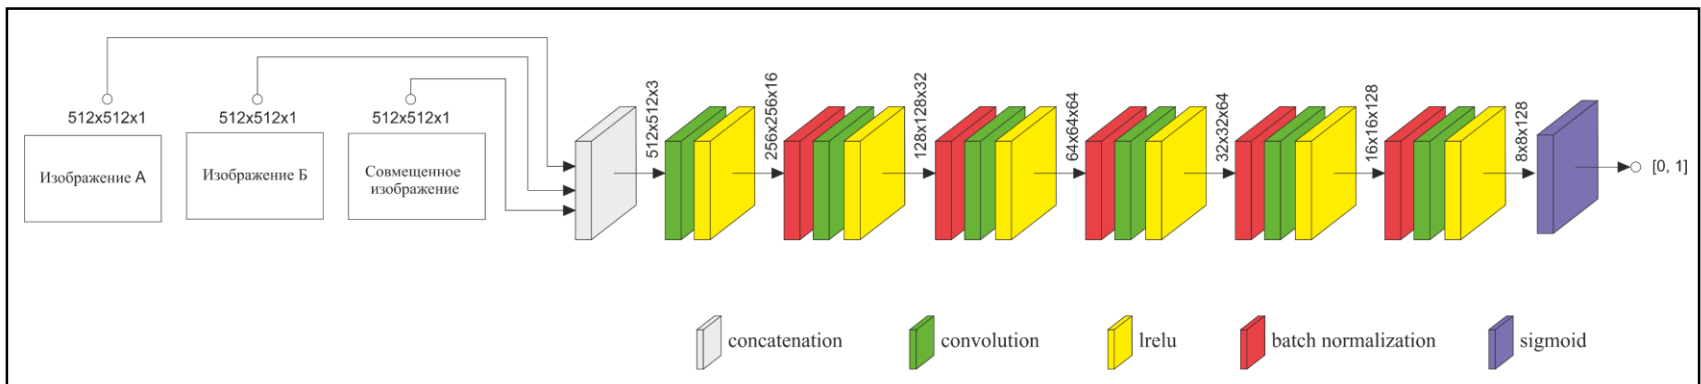 512x512x1
512x512x1
512x512x1
Изображение А
Изображение Б
Совмещенное
изображение
512x512x3
256x256x16
128x128x32
64x64x64
32x32x64
16x16x128
8x8x128
[0, 1]
concatenation
convolution
lrelu
batch normalization
sigmoid